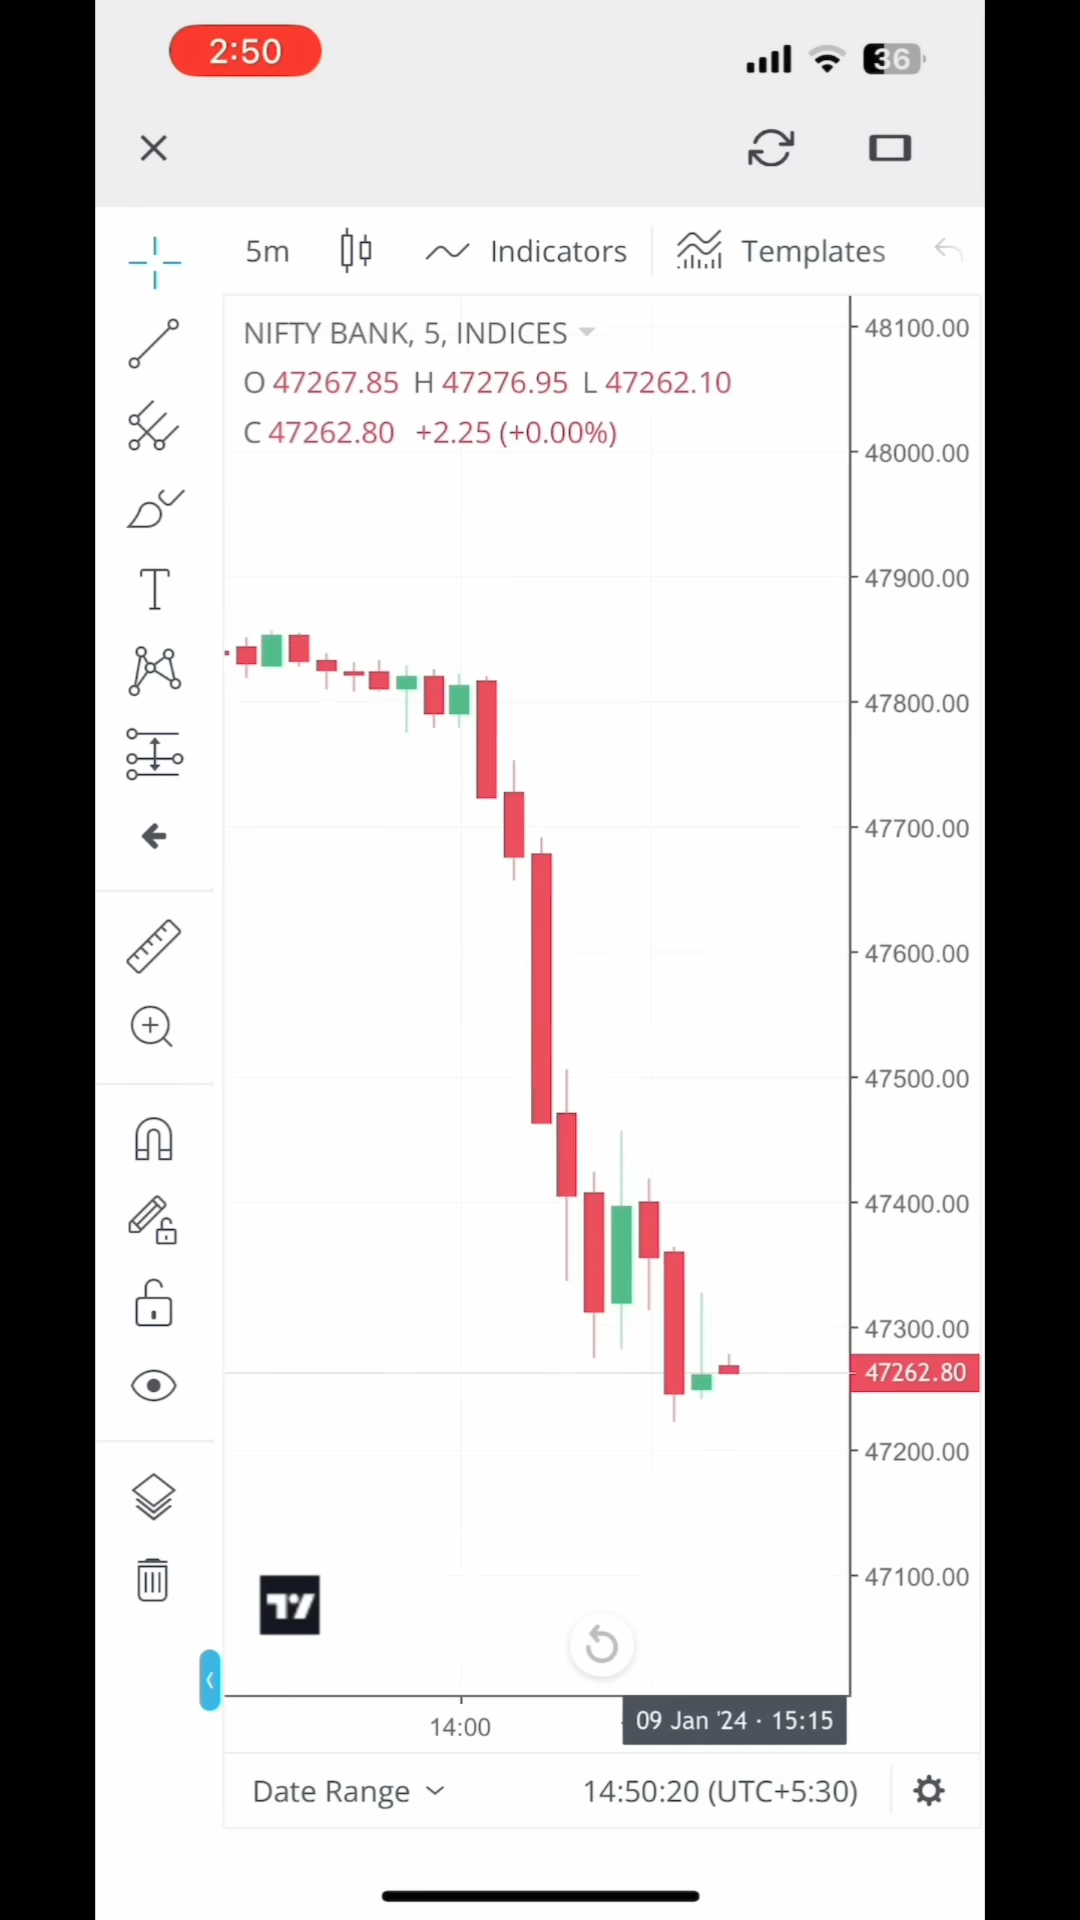 2:50
36
5m Indicators Templates
NIFTY BANK, 5, INDICES
O 47267.85 H 47276.95 L 47262.10
C 47262.80 +2.25 (+0.00%)
48100.00
48000.00
47900.00
47800.00
47700.00
47600.00
47500.00
47400.00
47300.00
47262.80
47200.00
47100.00
14:00
09 Jan '24 · 15:15
Date Range 14:50:20 (UTC+5:30)